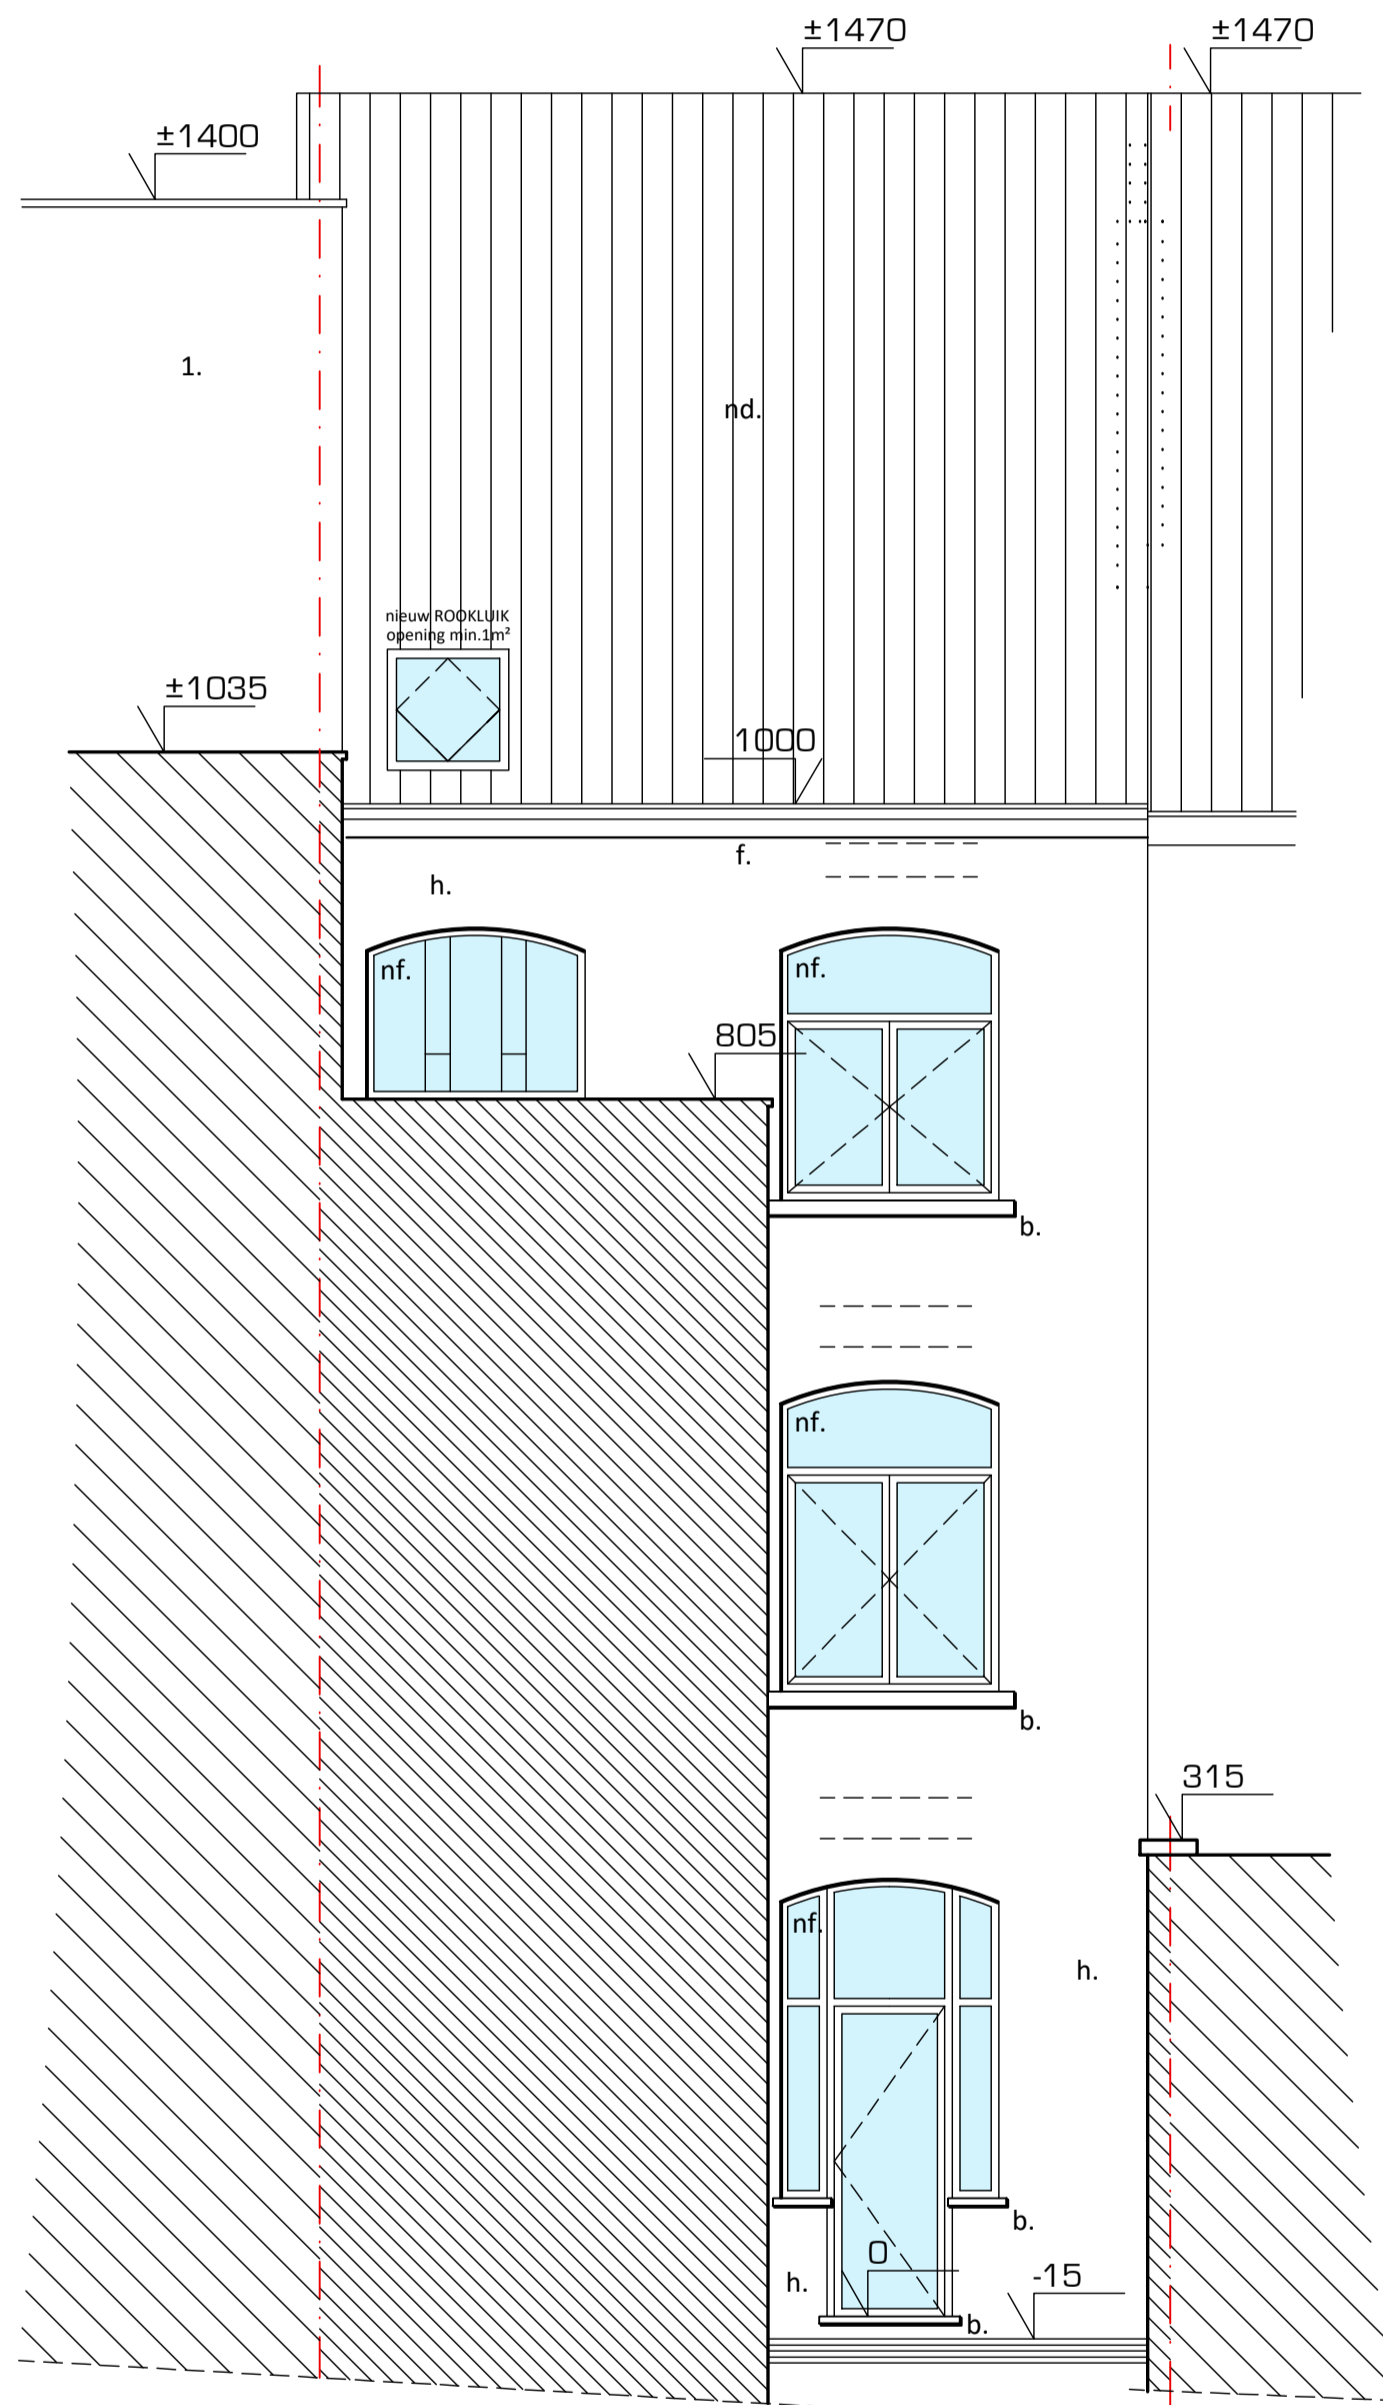 ±1470
±1470
±1400
1.
nd.
nieuw ROOKLUIK
opening min.1m²
±1035
1000
f.
h.
nf.
nf.
805
b.
nf.
b.
315
nf.
h.
b.
0
h.
-15
b.